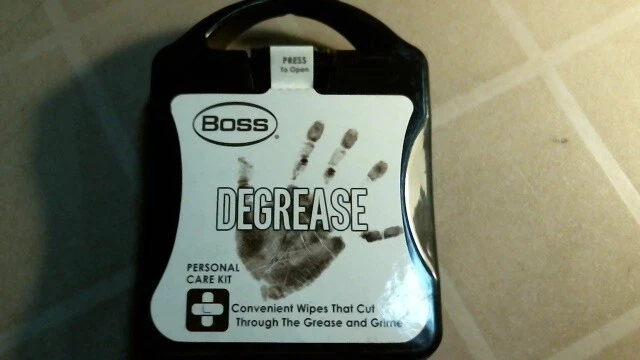 PRESS
To Open
BOSS
DEGREASE
PERSONAL
CARE KIT
Convenient Wipes That Cut
Through The Grease and Grime